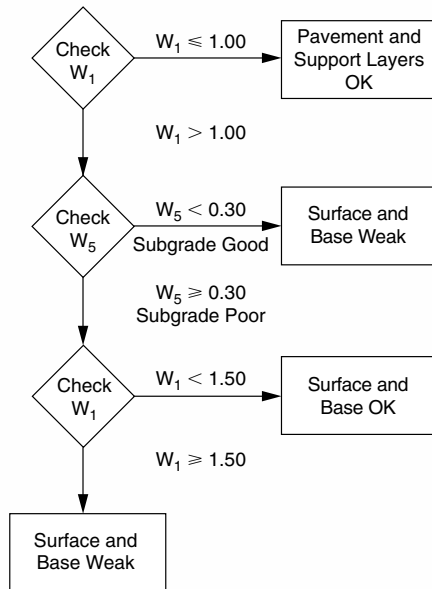 Check
W₁
W₁ ⩽ 1.00
Pavement and
Support Layers
OK
W₁ > 1.00
Check
W₅
W₅ < 0.30
Subgrade Good
Surface and
Base Weak
W₅ ⩾ 0.30
Subgrade Poor
Check
W₁
W₁ < 1.50
Surface and
Base OK
W₁ ⩾ 1.50
Surface and
Base Weak